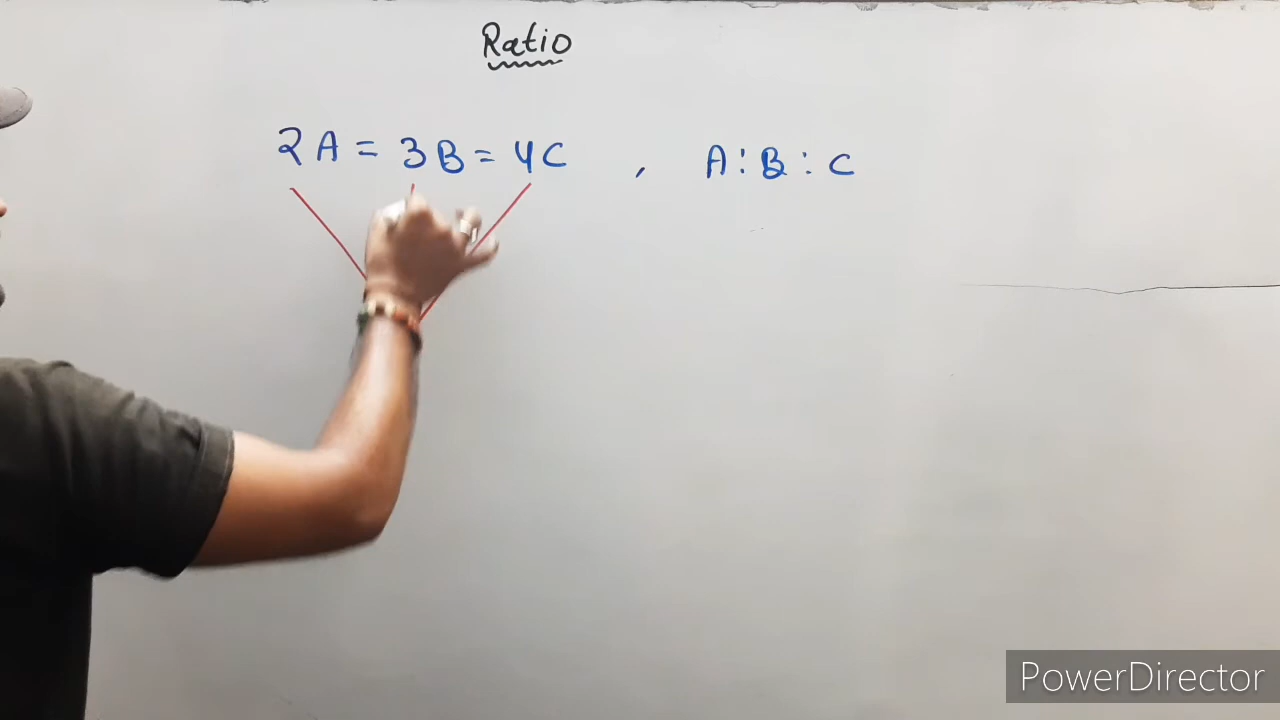 Ratio
2A = 3B = 4C , A : B : C
PowerDirector